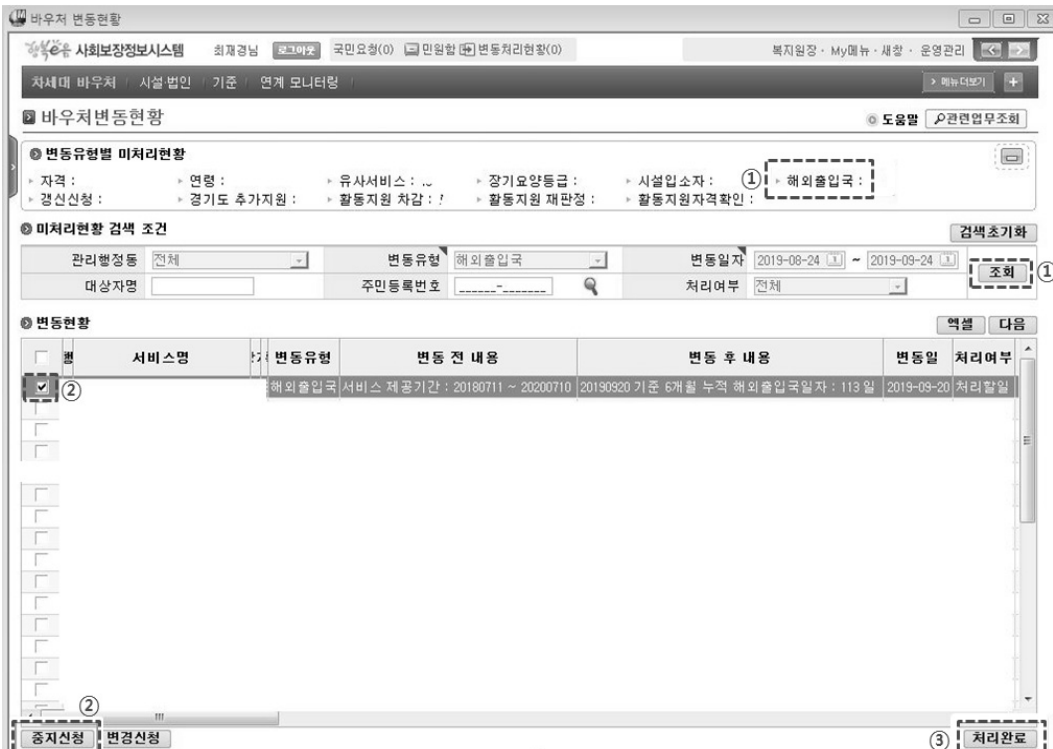 바우처 변동현황
행복e음 사회보장정보시스템 최재경님 로그아웃 국민요청(0) 민원함 변동처리현황(0) 복지원장 · My메뉴 · 새창 · 운영관리
차세대 바우처 시설·법인 기준 연계 모니터링 > 메뉴더보기 +
바우처변동현황 도움말 관련업무조회
변동유형별 미처리현황
자격 : 연령 : 유사서비스 : 장기요양등급 : 시설입소자 : ① 해외출입국 :
갱신신청 : 경기도 추가지원 : 활동지원 차감 : 활동지원 재판정 : 활동지원자격확인 :
미처리현황 검색 조건 검색초기화
관리행정동 전체 변동유형 해외출입국 변동일자 2019-08-24 ~ 2019-09-24
조회 ①
대상자명 주민등록번호 ______-_______ 처리여부 전체
변동현황 엑셀 다음
행 서비스명 변동유형 변동 전 내용 변동 후 내용 변동일 처리여부
② 해외출입국 서비스 제공기간 : 20180711 ~ 20200710 20190920 기준 6개월 누적 해외출입국일자 : 113 일 2019-09-20 처리할일
②
중지신청 변경신청 ③ 처리완료